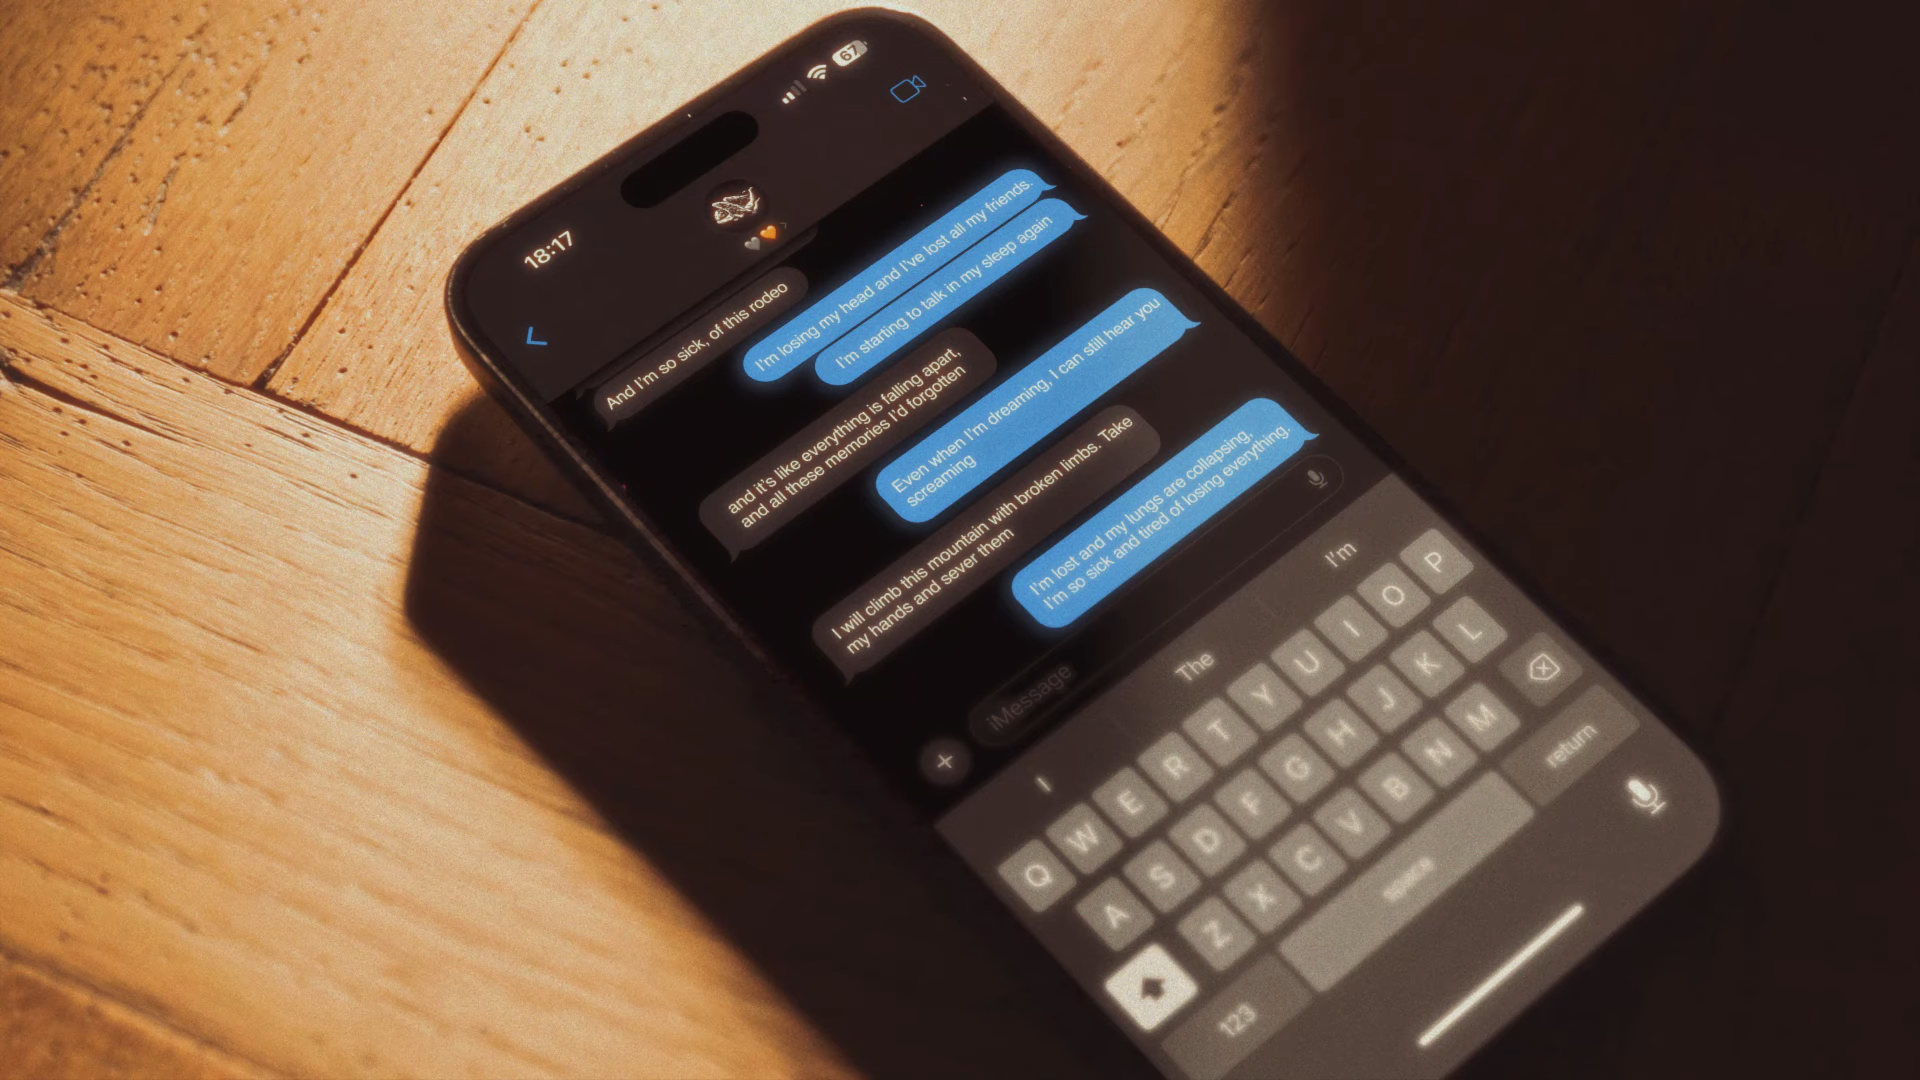 18:17
67
And I'm so sick, of this rodeo
I'm losing my head and I've lost all my friends.
I'm starting to talk in my sleep again
and it's like everything is falling apart,
and all these memories I'd forgotten
Even when I'm dreaming, I can still hear you
screaming
I will climb this mountain with broken limbs. Take
my hands and sever them
I'm lost and my lungs are collapsing,
I'm so sick and tired of losing everything.
iMessage
I
The
I'm
Q W E R T Y U I O P
A S D F G H J K L
Z X C V B N M
123
space
return